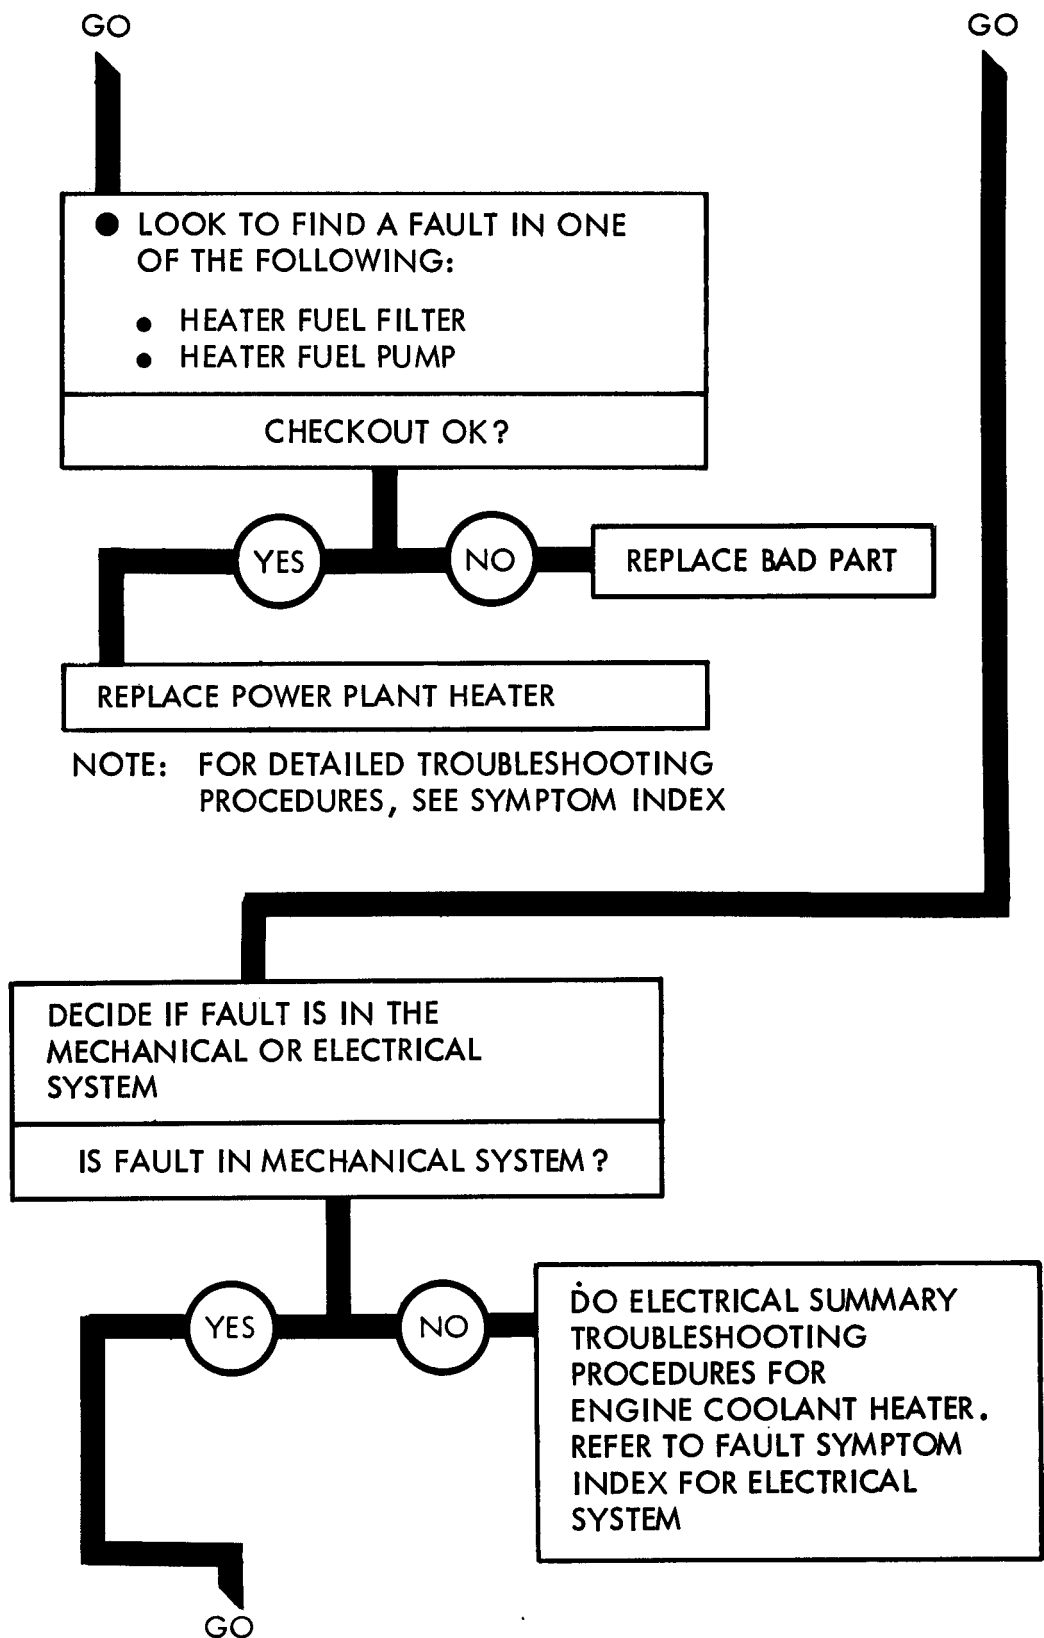 GO
GO
● LOOK TO FIND A FAULT IN ONE
OF THE FOLLOWING:
● HEATER FUEL FILTER
● HEATER FUEL PUMP
CHECKOUT OK?
YES
NO
REPLACE BAD PART
REPLACE POWER PLANT HEATER
NOTE: FOR DETAILED TROUBLESHOOTING
PROCEDURES, SEE SYMPTOM INDEX
DECIDE IF FAULT IS IN THE
MECHANICAL OR ELECTRICAL
SYSTEM
IS FAULT IN MECHANICAL SYSTEM?
YES
NO
DO ELECTRICAL SUMMARY
TROUBLESHOOTING
PROCEDURES FOR
ENGINE COOLANT HEATER.
REFER TO FAULT SYMPTOM
INDEX FOR ELECTRICAL
SYSTEM
GO